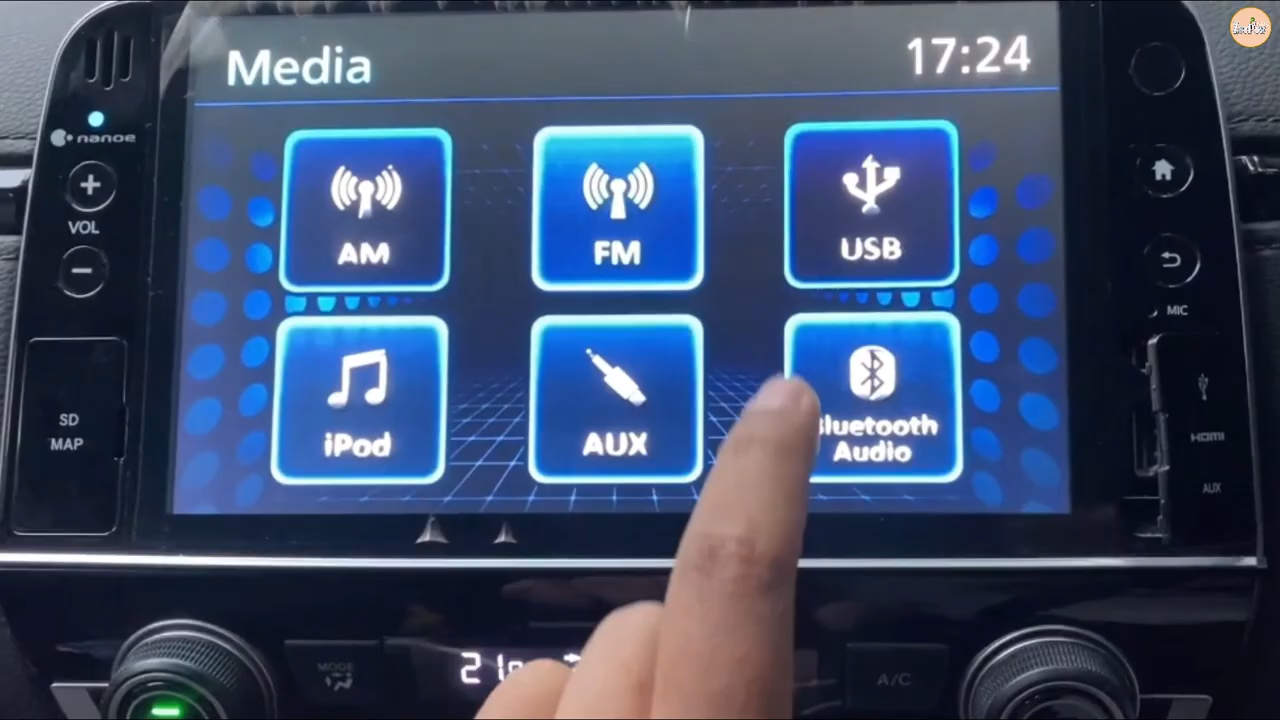 Media
17:24
nanoe
VOL
AM
FM
USB
MIC
SD
MAP
iPod
AUX
Bluetooth
Audio
HDMI
AUX
MODE
A/C